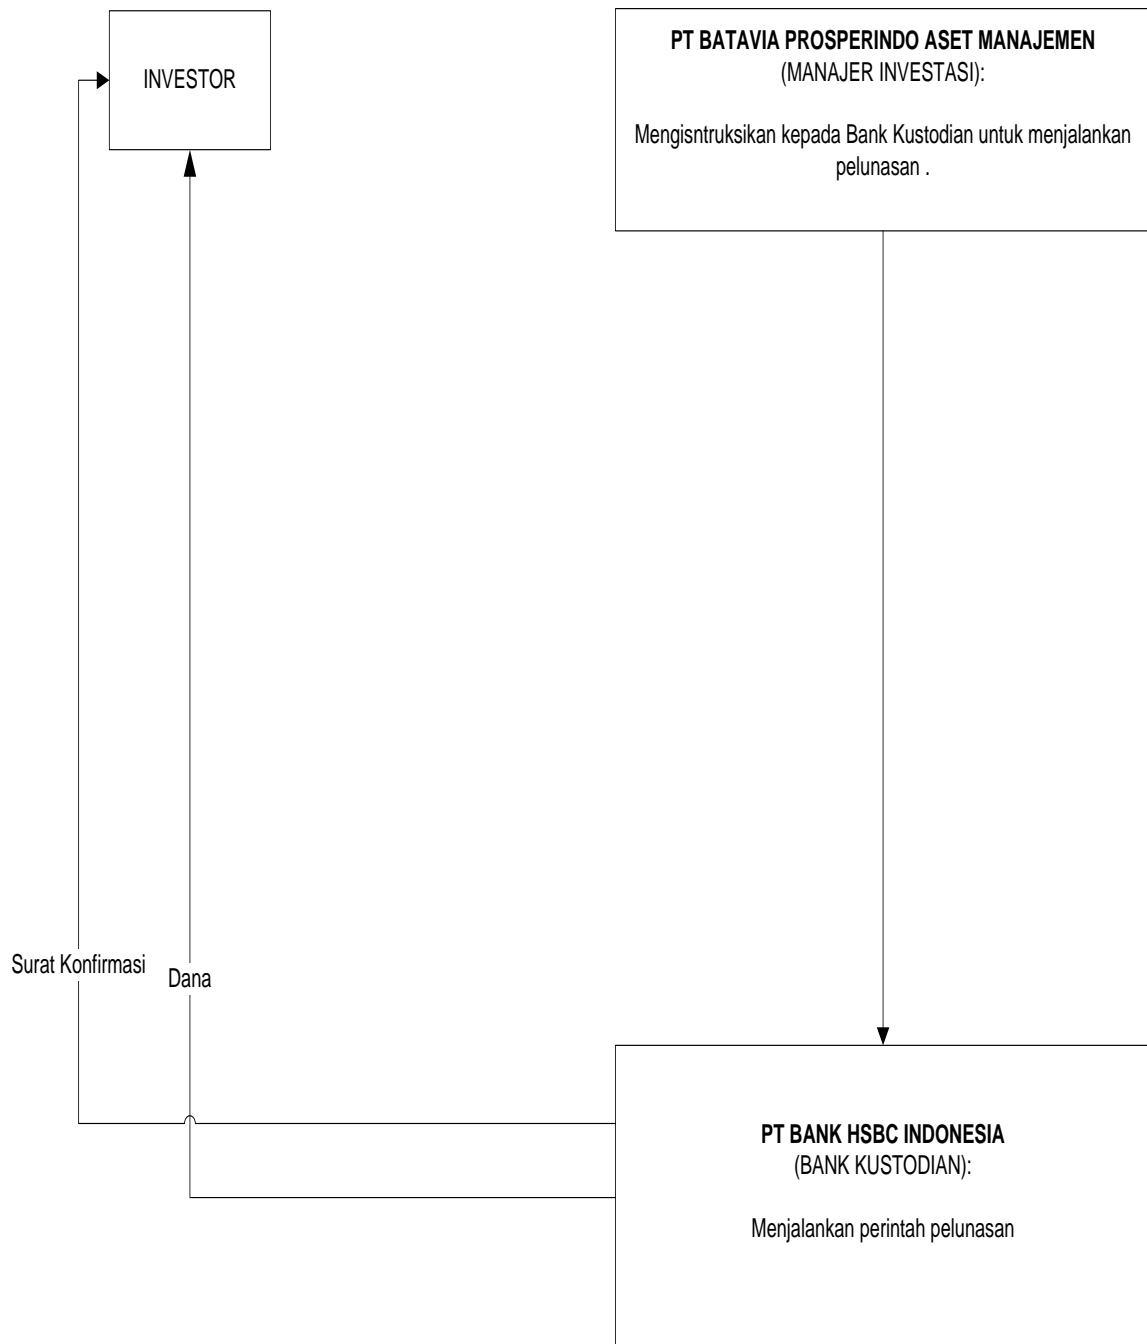 INVESTOR
PT BATAVIA PROSPERINDO ASET MANAJEMEN
(MANAJER INVESTASI):
Mengisntruksikan kepada Bank Kustodian untuk menjalankan
pelunasan .
Surat Konfirmasi
Dana
PT BANK HSBC INDONESIA
(BANK KUSTODIAN):
Menjalankan perintah pelunasan